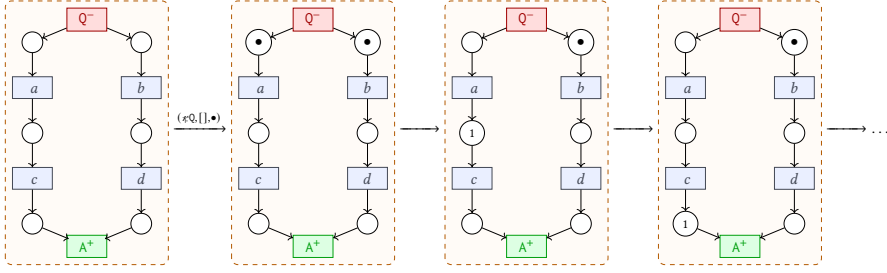 Q⁻ Q⁻ Q⁻ Q⁻
• • • •
a b a b a b a b
([], •)
1
c d c d c d c d
1
A⁺ A⁺ A⁺ A⁺
...